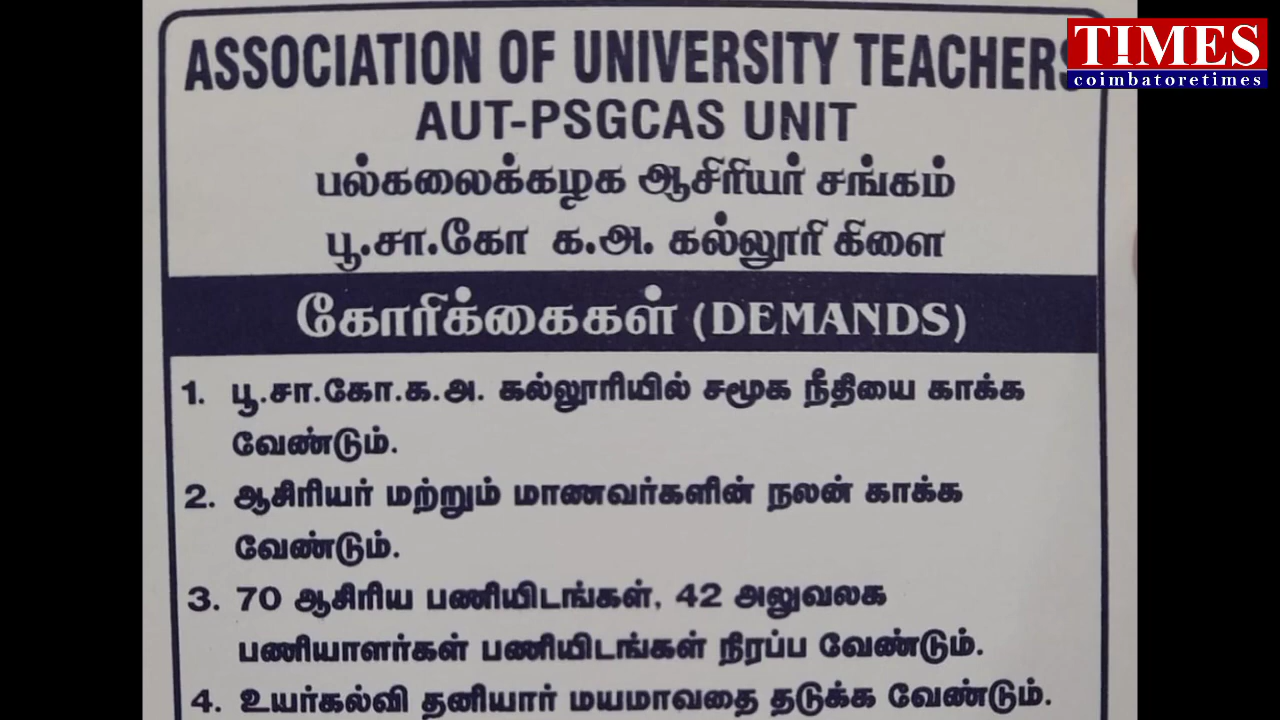 TIMES
coimbatoretimes
ASSOCIATION OF UNIVERSITY TEACHERS
AUT-PSGCAS UNIT
பல்கலைக்கழக ஆசிரியர் சங்கம்
பூ.சா.கோ க.அ. கல்லூரி கிளை
கோரிக்கைகள் (DEMANDS)
1. பூ.சா.கோ.க.அ. கல்லூரியில் சமூக நீதியை காக்க
வேண்டும்.
2. ஆசிரியர் மற்றும் மாணவர்களின் நலன் காக்க
வேண்டும்.
3. 70 ஆசிரிய பணியிடங்கள், 42 அலுவலக
பணியாளர்கள் பணியிடங்கள் நிரப்ப வேண்டும்.
4. உயர்கல்வி தனியார் மயமாவதை தடுக்க வேண்டும்.